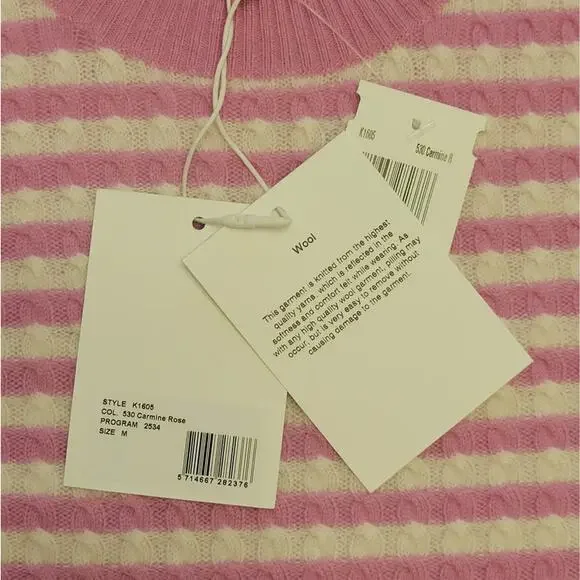 K1605
530 Carmine R
Wool
This garment is knitted from the highest
quality yarns, which is reflected in the
softness and comfort felt while wearing. As
with any high quality wool garment, pilling may
occur, but is very easy to remove without
causing damage to the garment.
STYLE K1605
COL. 530 Carmine Rose
PROGRAM 2534
SIZE M
5 714667 282376